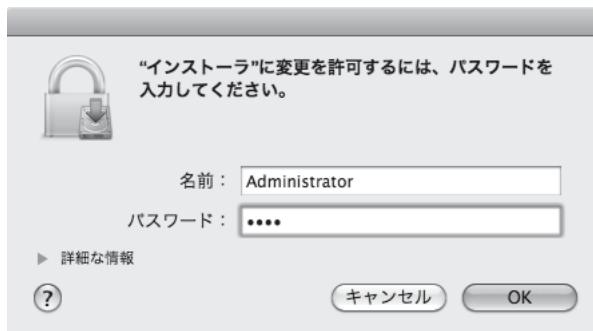 “インストーラ”に変更を許可するには、パスワードを
入力してください。
名前：
Administrator
パスワード：
••••
詳細な情報
?
キャンセル
OK